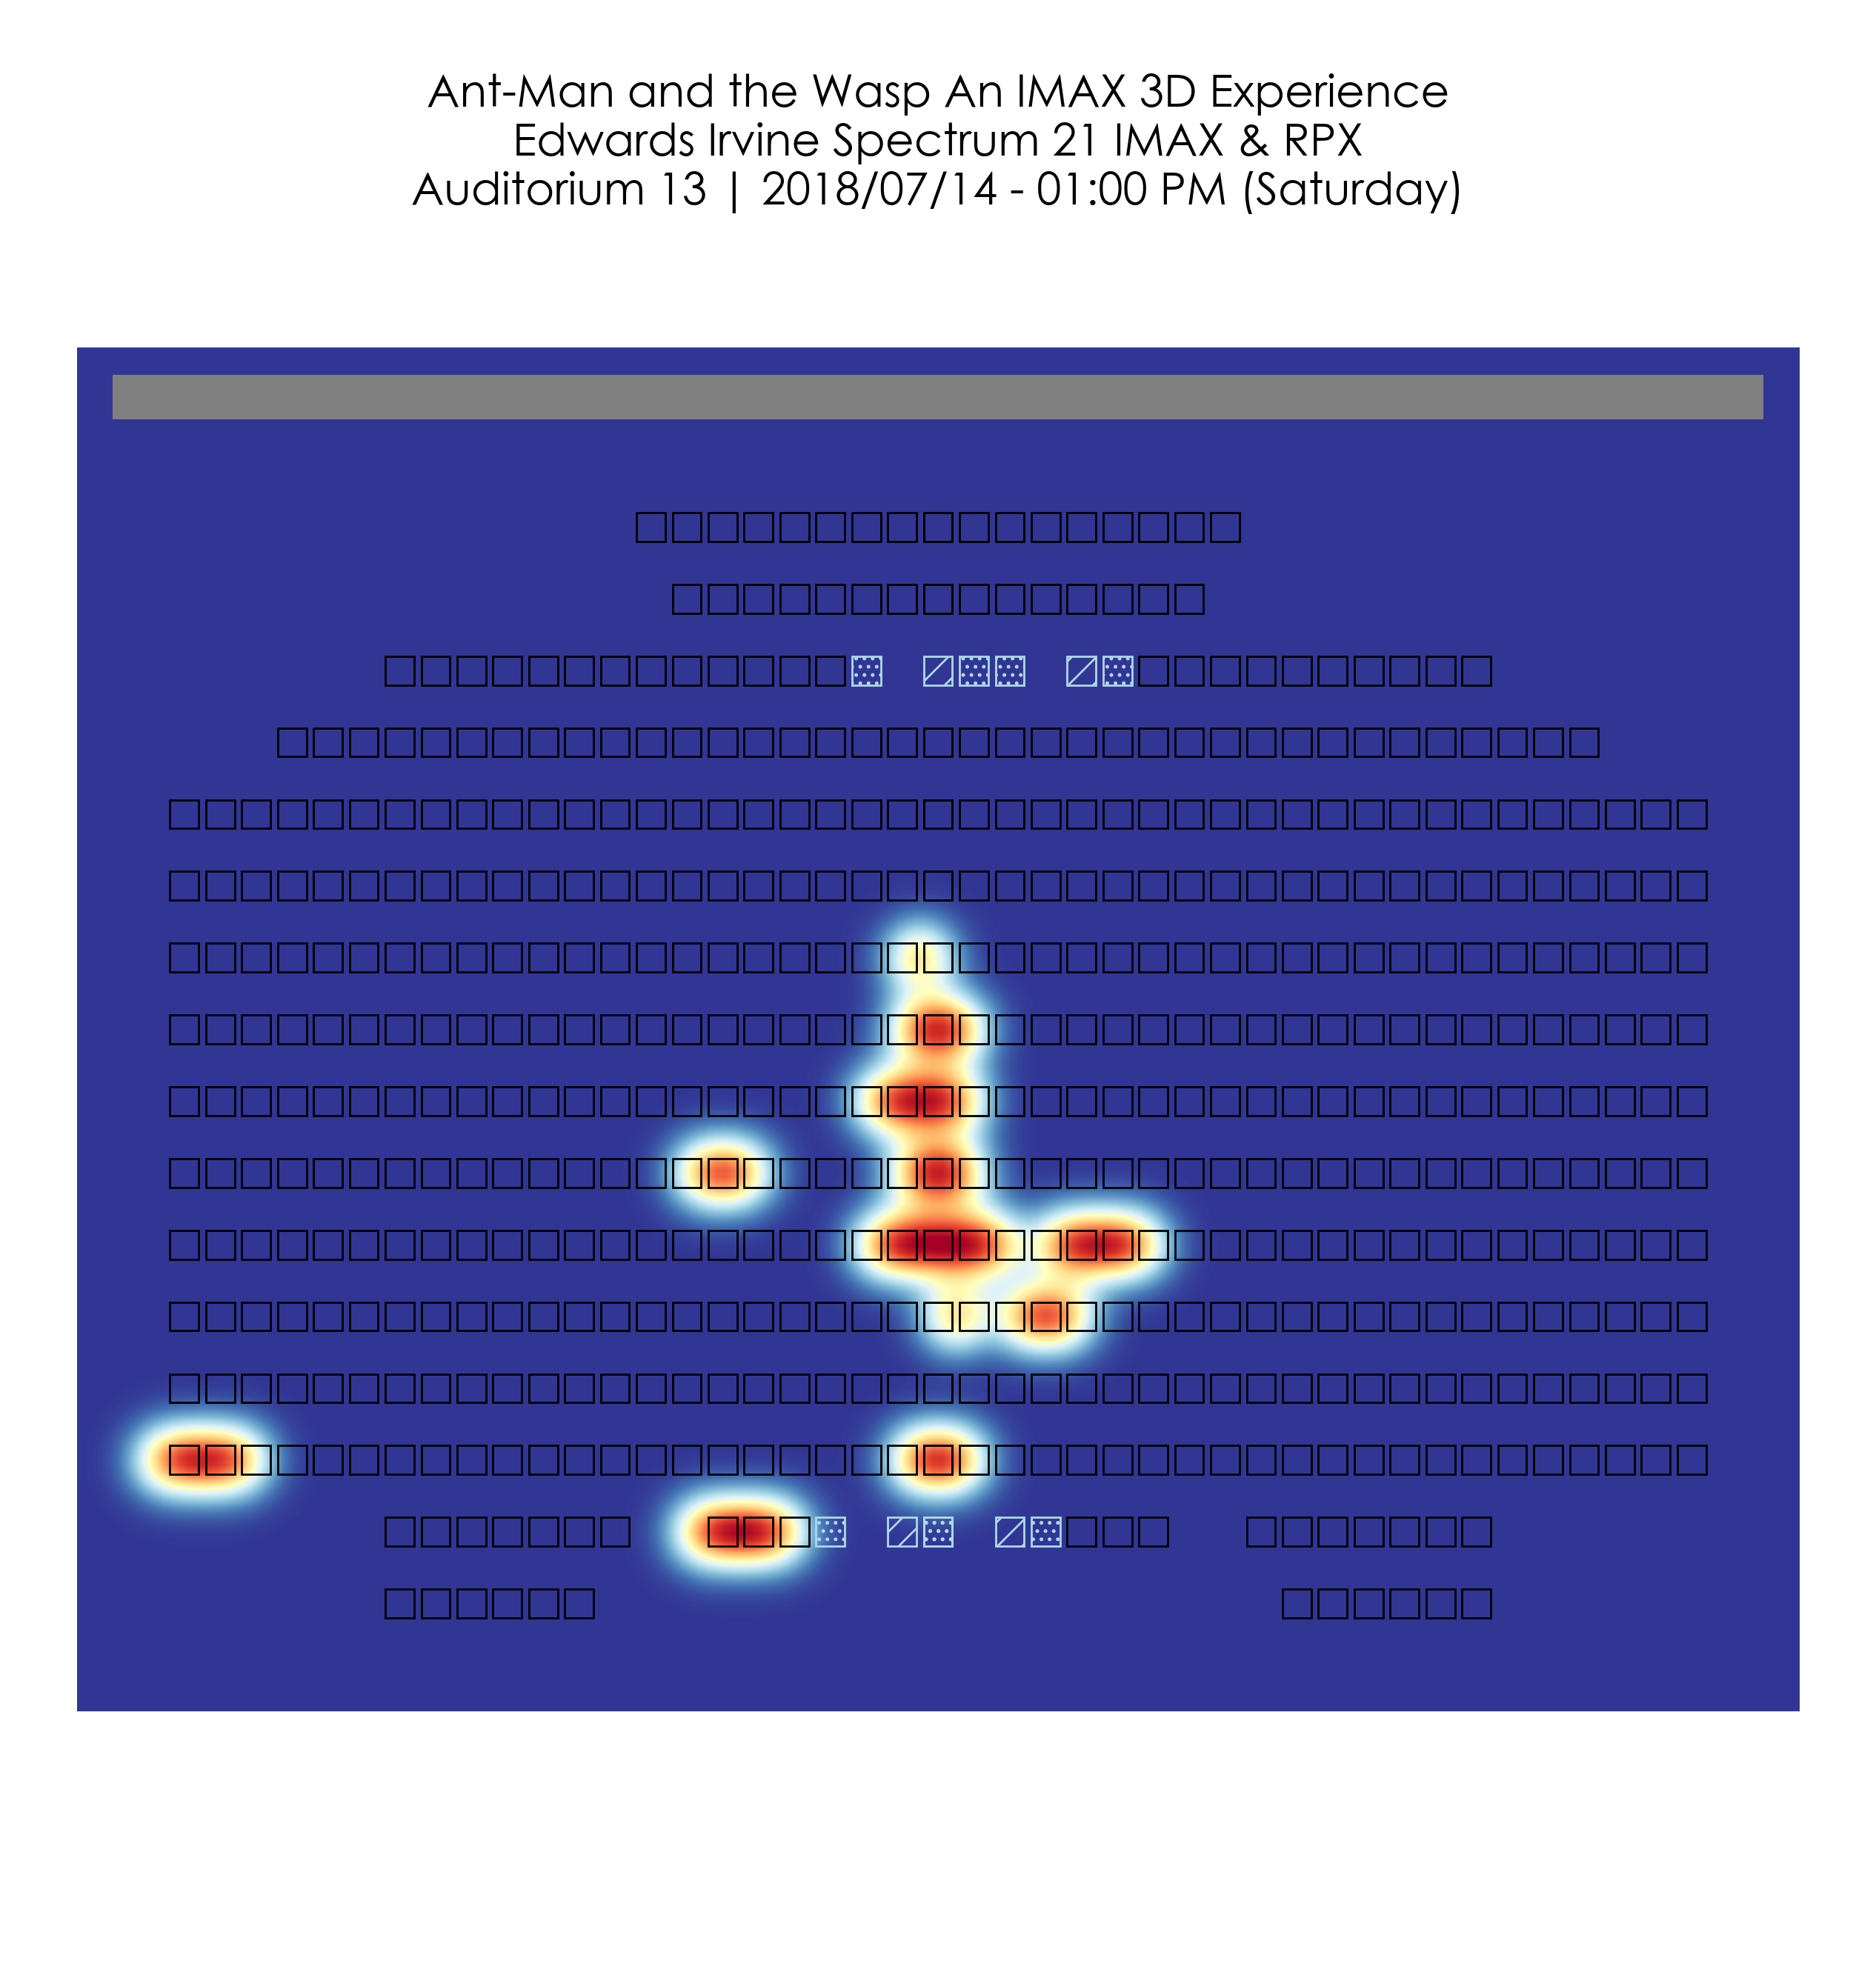 Ant-Man and the Wasp An IMAX 3D Experience
Edwards Irvine Spectrum 21 IMAX & RPX
Auditorium 13 | 2018/07/14 - 01:00 PM (Saturday)